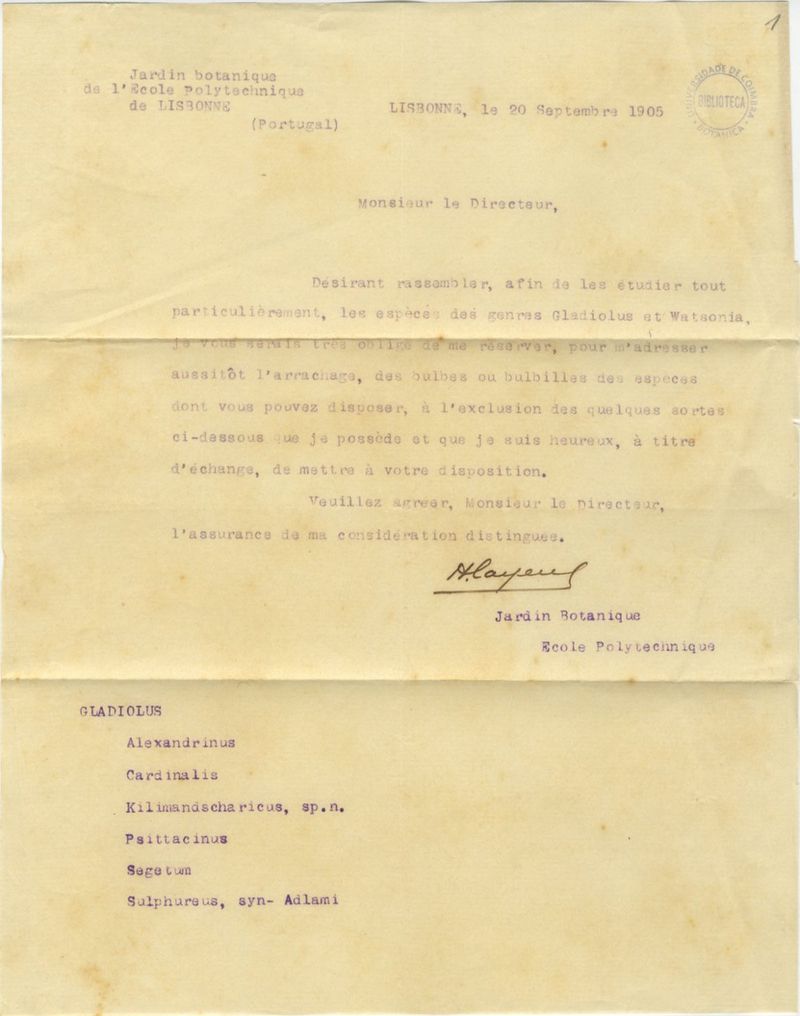 1
Jardin botanique
de l'Ecole Polytechnique
de LISBONNE
(Portugal)
LISBONNE, le 20 Septembre 1905
UNIVERSIDADE DE COIMBRA
BIBLIOTECA
BOTANICA
Monsieur le Directeur,
Désirant rassembler, afin de les étudier tout
particulièrement, les espèces des genres Gladiolus et Watsonia,
je vous serais très obligé de me réserver, pour m'adresser
aussitôt l'arrachage, des bulbes ou bulbilles des espèces
dont vous pouvez disposer, à l'exclusion des quelques sortes
ci-dessous que je possède et que je suis heureux, à titre
d'échange, de mettre à votre disposition.
Veuillez agréer, Monsieur le Directeur,
l'assurance de ma considération distinguée.
H. Cayeux
Jardin Botanique
Ecole Polytechnique
GLADIOLUS
Alexandrinus
Cardinalis
Kilimandscharicus, sp.n.
Psittacinus
Segetum
Sulphureus, syn- Adlami